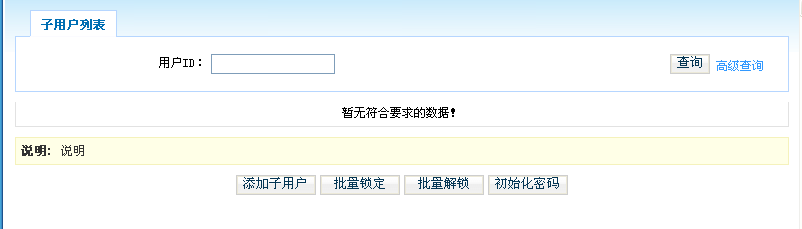 子用户列表
用户ID： 查询 高级查询
暂无符合要求的数据！
说明： 说明
添加子用户 批量锁定 批量解锁 初始化密码